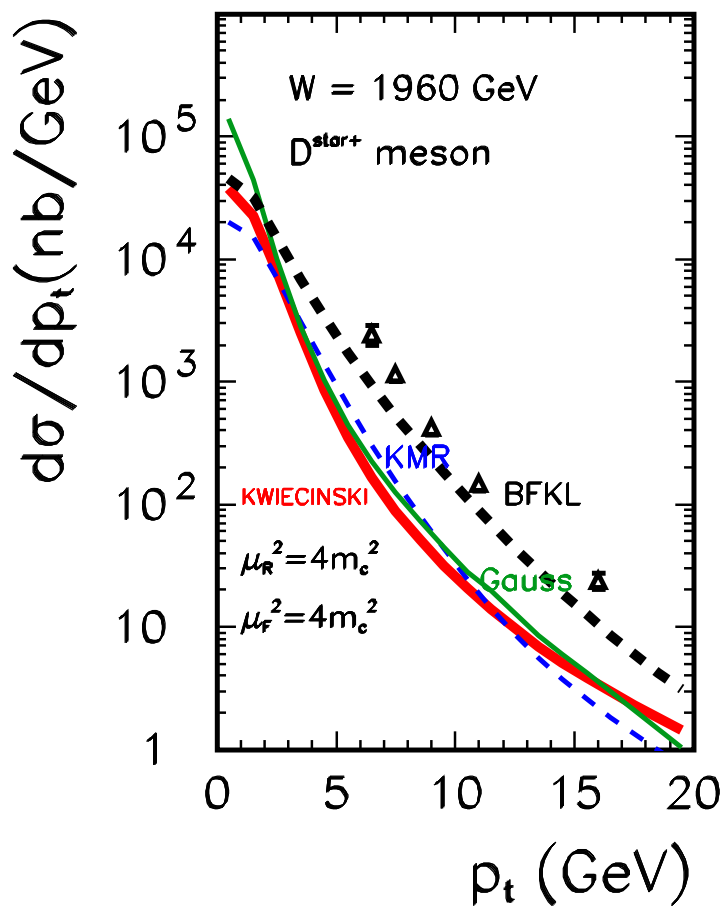 W = 1960 GeV
D^star+ meson
dσ/dp_t(nb/GeV)
10^5
10^4
10^3
10^2
10
1
KMR
KWIECINSKI
BFKL
μ_R^2=4m_c^2
Gauss
μ_F^2=4m_c^2
0 5 10 15 20
p_t (GeV)